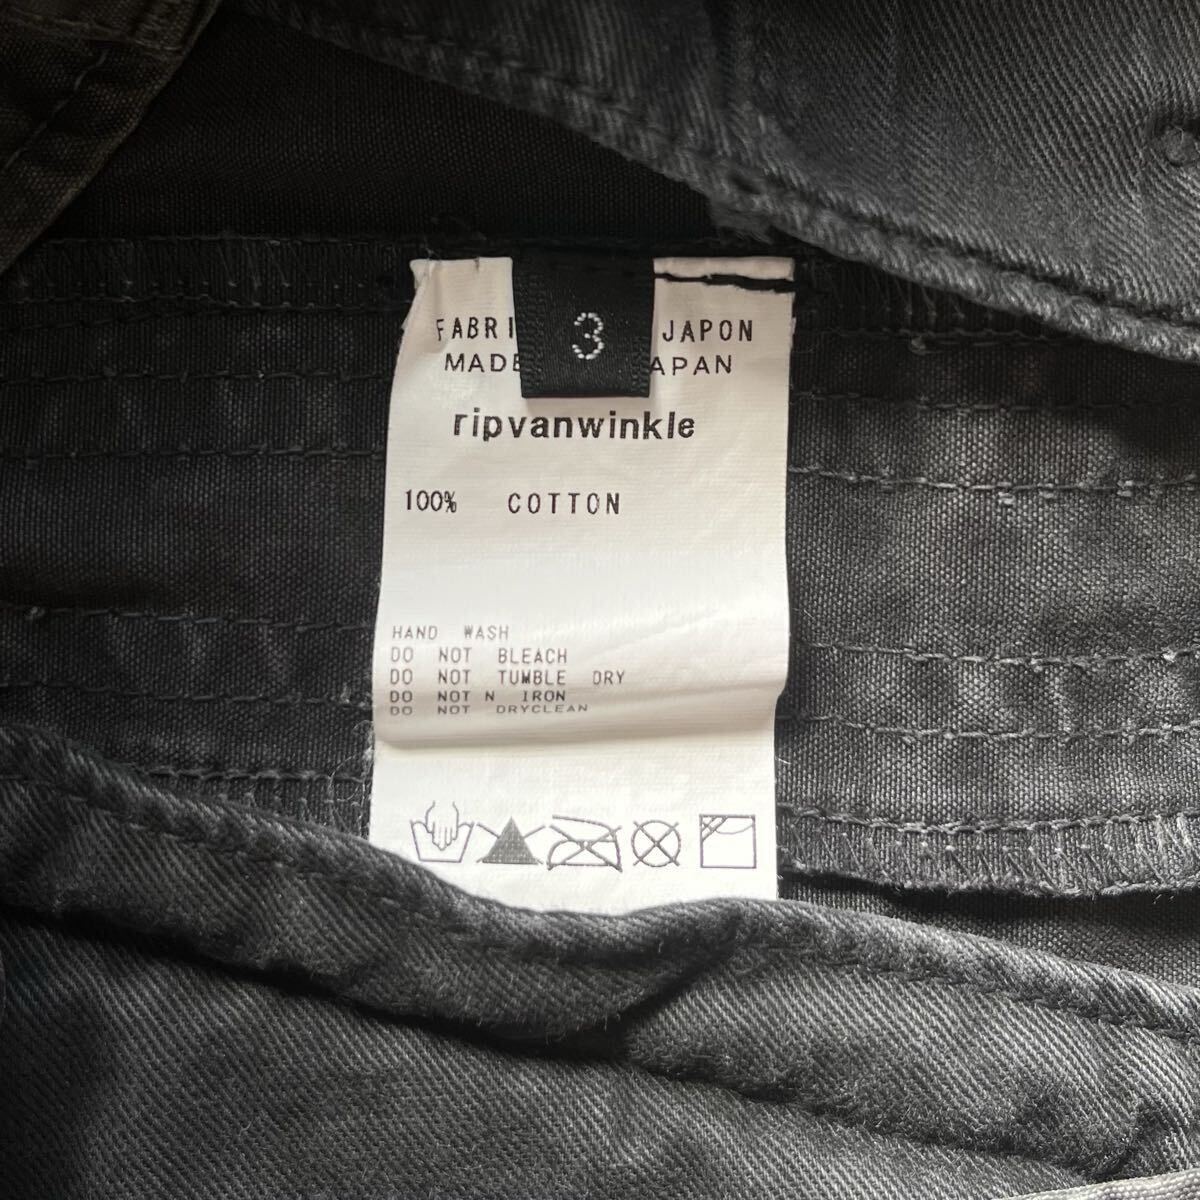 3
FABRI JAPON
MADE APAN
ripvanwinkle
100% COTTON
HAND WASH
DO NOT BLEACH
DO NOT TUMBLE DRY
DO NOT N IRON
DO NOT DRYCLEAN